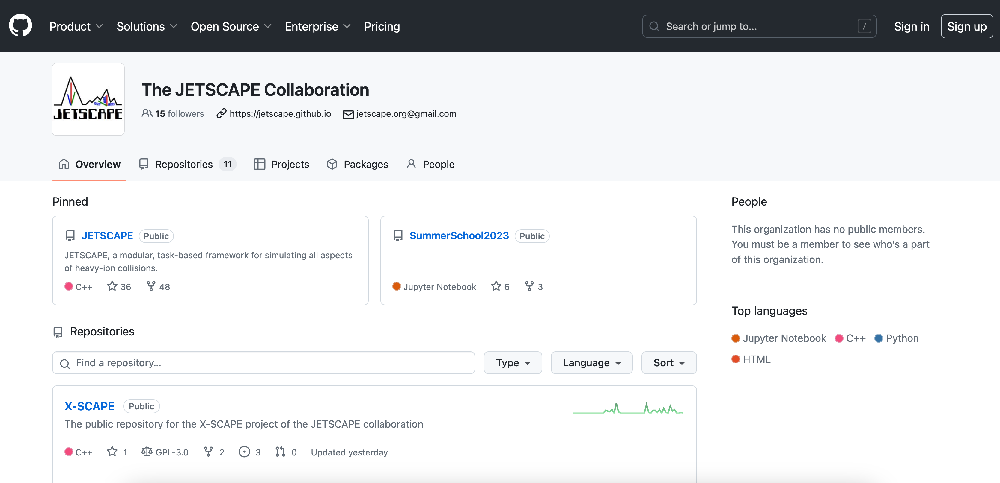 Product Solutions Open Source Enterprise Pricing Search or jump to... / Sign in Sign up
JETSCAPE
The JETSCAPE Collaboration
15 followers https://jetscape.github.io jetscape.org@gmail.com
Overview Repositories 11 Projects Packages People
Pinned
JETSCAPE Public
JETSCAPE, a modular, task-based framework for simulating all aspects
of heavy-ion collisions.
C++ 36 48
SummerSchool2023 Public
Jupyter Notebook 6 3
Repositories
Find a repository...
Type Language Sort
X-SCAPE Public
The public repository for the X-SCAPE project of the JETSCAPE collaboration
C++ 1 GPL-3.0 2 3 0 Updated yesterday
People
This organization has no public members.
You must be a member to see who’s a part
of this organization.
Top languages
Jupyter Notebook C++ Python
HTML